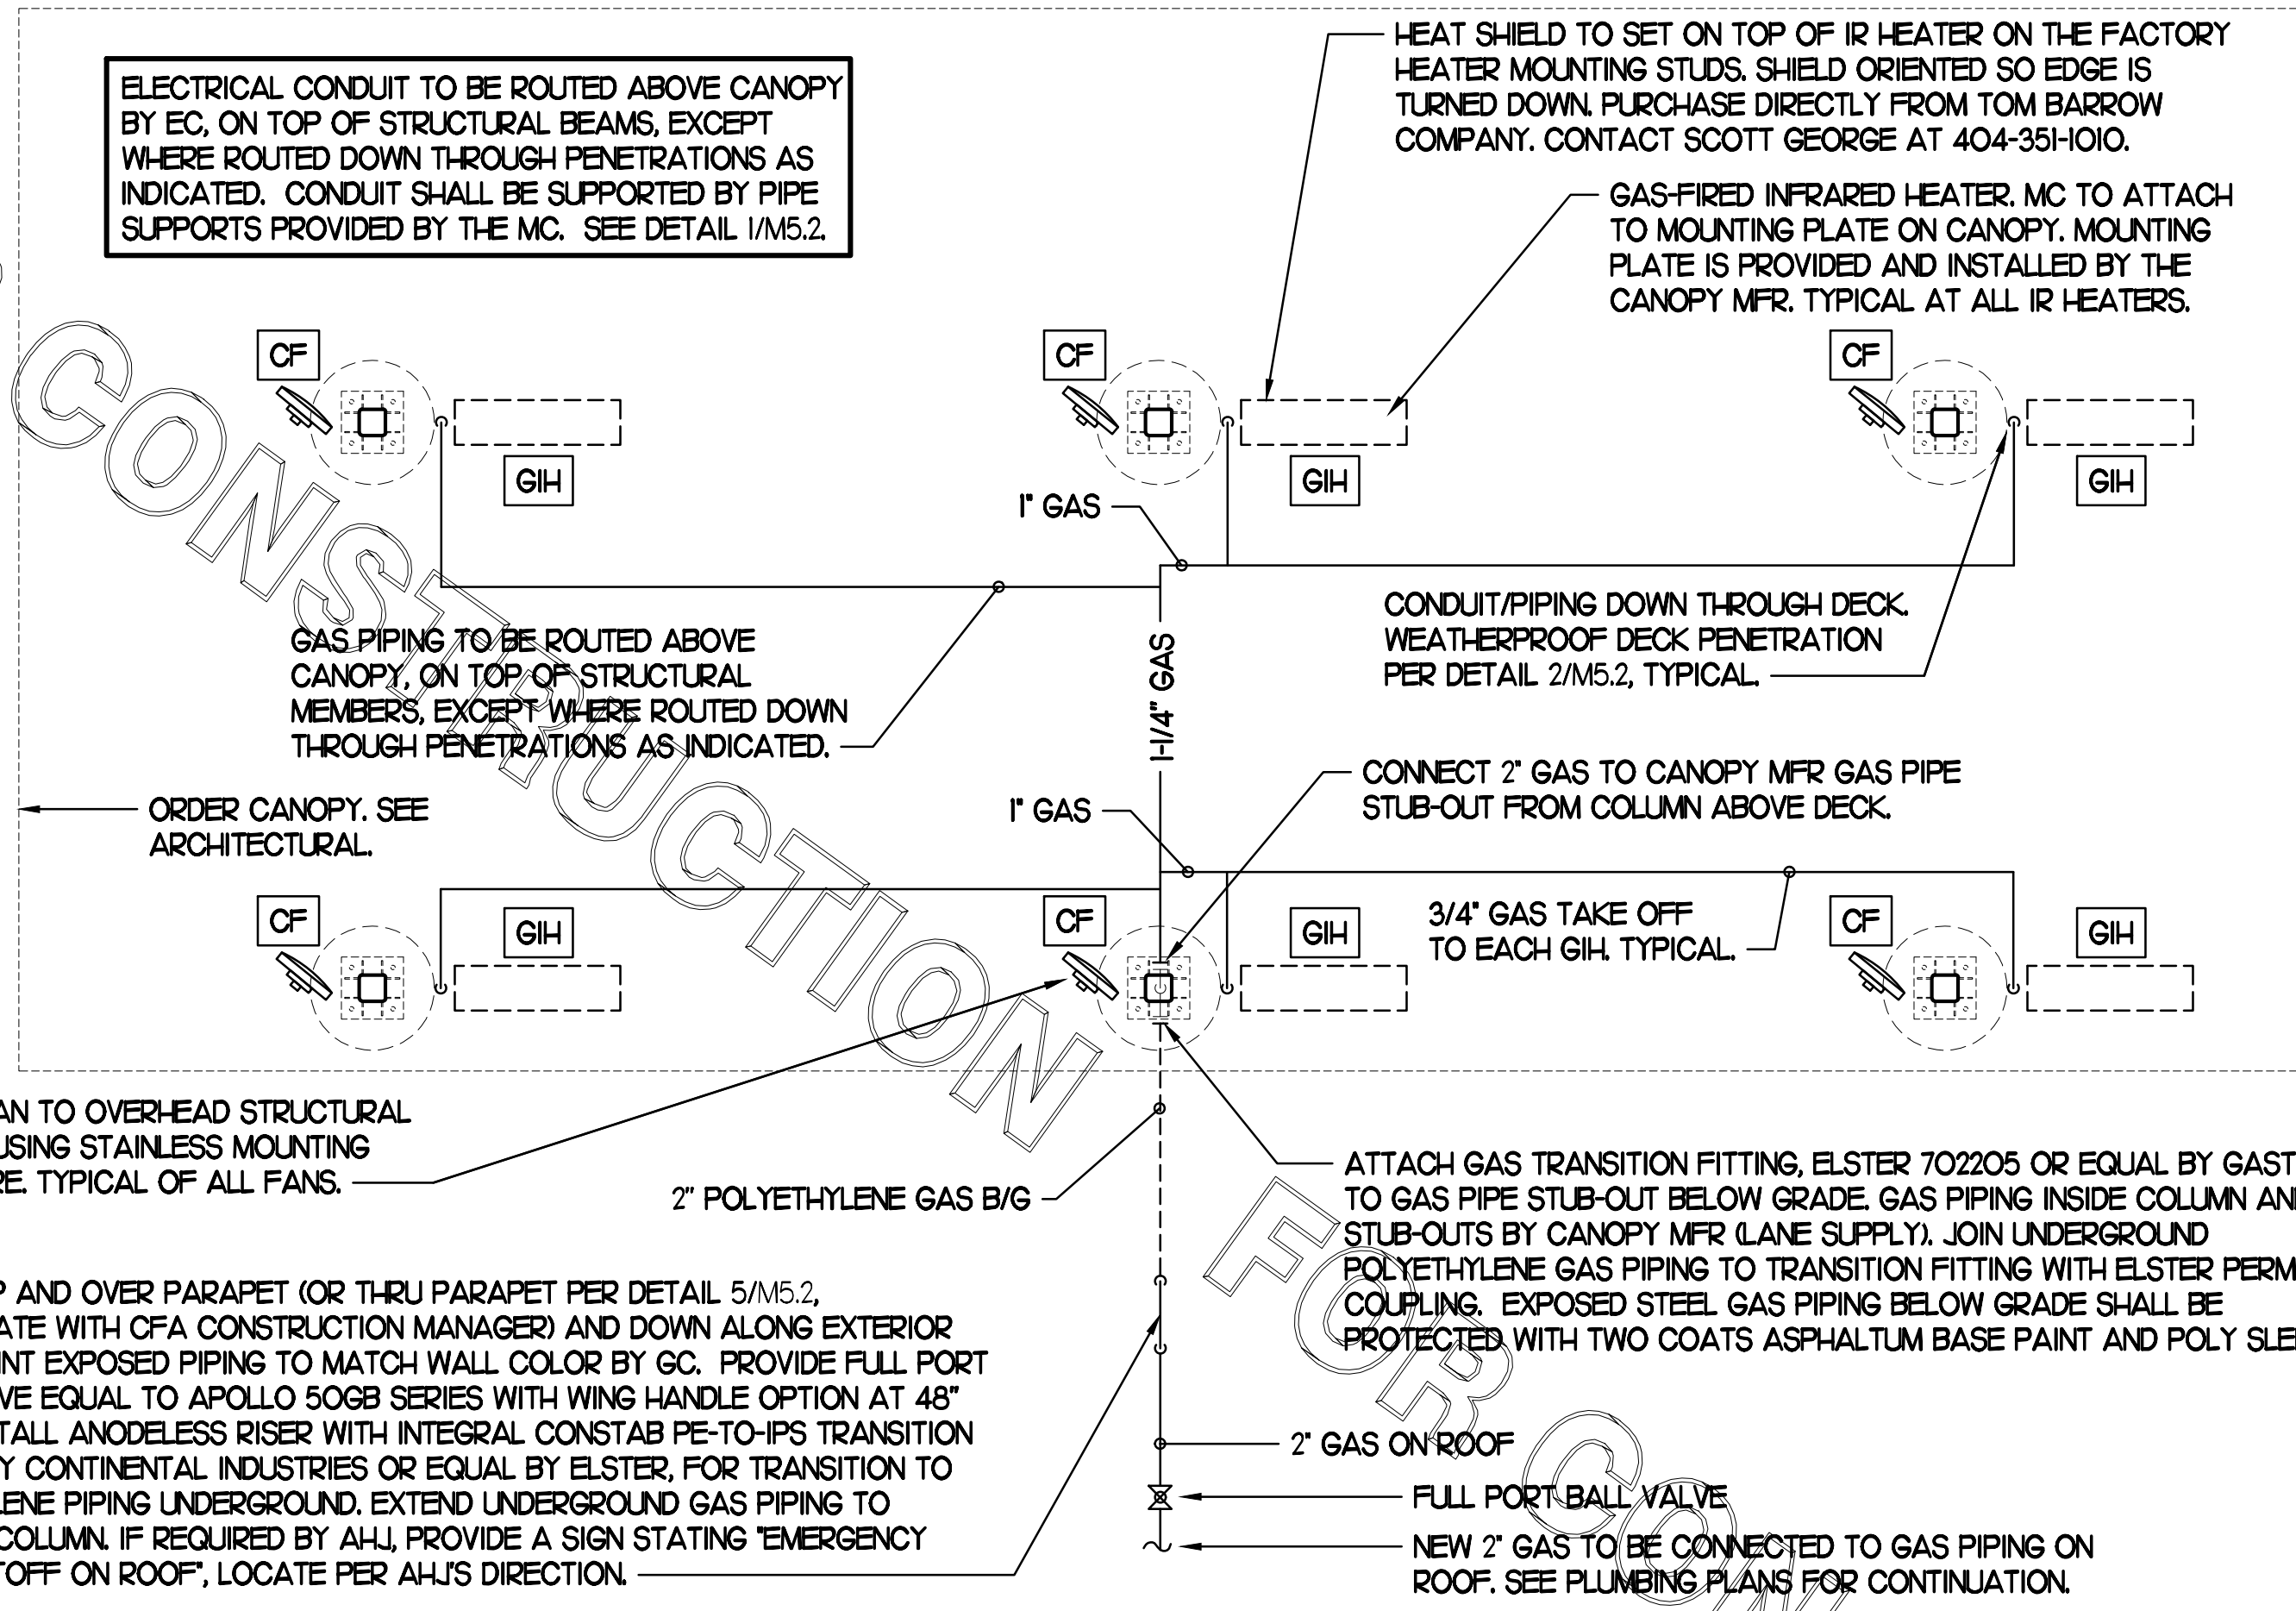 HEAT SHIELD TO SET ON TOP OF IR HEATER ON THE FACTORY
HEATER MOUNTING STUDS. SHIELD ORIENTED SO EDGE IS
TURNED DOWN. PURCHASE DIRECTLY FROM TOM BARROW
COMPANY. CONTACT SCOTT GEORGE AT 404-351-1010.
ELECTRICAL CONDUIT TO BE ROUTED ABOVE CANOPY
BY EC, ON TOP OF STRUCTURAL BEAMS, EXCEPT
WHERE ROUTED DOWN THROUGH PENETRATIONS AS
INDICATED. CONDUIT SHALL BE SUPPORTED BY PIPE
SUPPORTS PROVIDED BY THE MC. SEE DETAIL 1/M5.2.
GAS-FIRED INFRARED HEATER. MC TO ATTACH
TO MOUNTING PLATE ON CANOPY. MOUNTING
PLATE IS PROVIDED AND INSTALLED BY THE
CANOPY MFR. TYPICAL AT ALL IR HEATERS.
CF
CF
CF
GIH
GIH
GIH
1" GAS
CONDUIT/PIPING DOWN THROUGH DECK.
WEATHERPROOF DECK PENETRATION
PER DETAIL 2/M5.2, TYPICAL.
GAS PIPING TO BE ROUTED ABOVE
CANOPY, ON TOP OF STRUCTURAL
MEMBERS, EXCEPT WHERE ROUTED DOWN
THROUGH PENETRATIONS AS INDICATED.
1-1/4" GAS
CONNECT 2" GAS TO CANOPY MFR GAS PIPE
STUB-OUT FROM COLUMN ABOVE DECK.
ORDER CANOPY. SEE
ARCHITECTURAL.
1" GAS
CF
GIH
CF
GIH
3/4" GAS TAKE OFF
TO EACH GIH. TYPICAL.
CF
GIH
AN TO OVERHEAD STRUCTURAL
USING STAINLESS MOUNTING
RE. TYPICAL OF ALL FANS.
2" POLYETHYLENE GAS B/G
ATTACH GAS TRANSITION FITTING, ELSTER 702205 OR EQUAL BY GAST
TO GAS PIPE STUB-OUT BELOW GRADE. GAS PIPING INSIDE COLUMN AN
STUB-OUTS BY CANOPY MFR (LANE SUPPLY). JOIN UNDERGROUND
POLYETHYLENE GAS PIPING TO TRANSITION FITTING WITH ELSTER PERM
COUPLING. EXPOSED STEEL GAS PIPING BELOW GRADE SHALL BE
PROTECTED WITH TWO COATS ASPHALTUM BASE PAINT AND POLY SLE
P AND OVER PARAPET (OR THRU PARAPET PER DETAIL 5/M5.2,
ATE WITH CFA CONSTRUCTION MANAGER) AND DOWN ALONG EXTERIOR
INT EXPOSED PIPING TO MATCH WALL COLOR BY GC. PROVIDE FULL PORT
VE EQUAL TO APOLLO 50GB SERIES WITH WING HANDLE OPTION AT 48"
TALL ANODELESS RISER WITH INTEGRAL CONSTAB PE-TO-IPS TRANSITION
Y CONTINENTAL INDUSTRIES OR EQUAL BY ELSTER, FOR TRANSITION TO
LENE PIPING UNDERGROUND. EXTEND UNDERGROUND GAS PIPING TO
COLUMN. IF REQUIRED BY AHJ, PROVIDE A SIGN STATING "EMERGENCY
TOFF ON ROOF", LOCATE PER AHJ'S DIRECTION.
2" GAS ON ROOF
FULL PORT BALL VALVE
NEW 2" GAS TO BE CONNECTED TO GAS PIPING ON
ROOF. SEE PLUMBING PLANS FOR CONTINUATION.
CONSTRUCTION
FOR CON